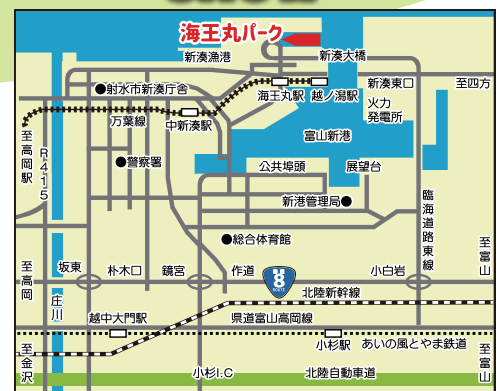 海王丸パーク
新湊漁港
新湊大橋
●射水市新湊庁舎
海王丸駅
越ノ潟駅
新湊東口
至四方
火力
発電所
万葉線
中新湊駅
富山新港
至高岡駅
R415
●警察署
公共埠頭
展望台
新港管理局●
臨海道路東線
●総合体育館
至富山
至高岡
坂東
朴木口
鏡宮
作道
8
ROUTE
小白岩
庄川
北陸新幹線
越中大門駅
県道富山高岡線
小杉駅
あいの風とやま鉄道
至金沢
小杉I.C
北陸自動車道
至富山